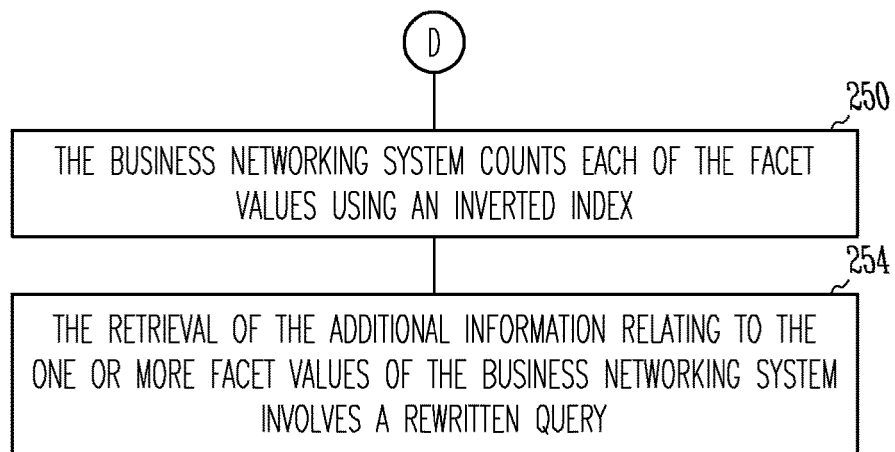 D
250
THE BUSINESS NETWORKING SYSTEM COUNTS EACH OF THE FACET
VALUES USING AN INVERTED INDEX
254
THE RETRIEVAL OF THE ADDITIONAL INFORMATION RELATING TO THE
ONE OR MORE FACET VALUES OF THE BUSINESS NETWORKING SYSTEM
INVOLVES A REWRITTEN QUERY